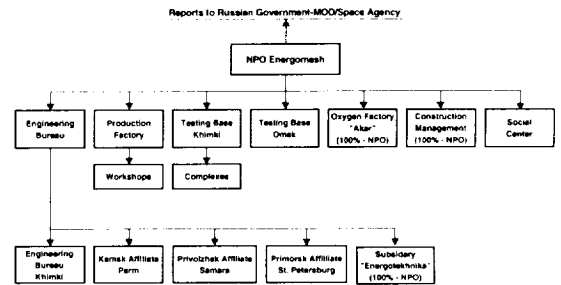 Reports to Russian Government-MOD/Space Agency
NPO Energomash
Engineering
Bureau
Production
Factory
Testing Base
Khimki
Testing Base
Omsk
Oxygen Factory
"Akar"
(100% - NPO)
Construction
Management
(100% - NPO)
Social
Center
Workshops
Complexes
Engineering
Bureau
Khimki
Kamsk Affiliate
Perm
Privolzhsk Affiliate
Samara
Primorsk Affiliate
St. Petersburg
Subsidary
"Energotekhnika"
(100% - NPO)